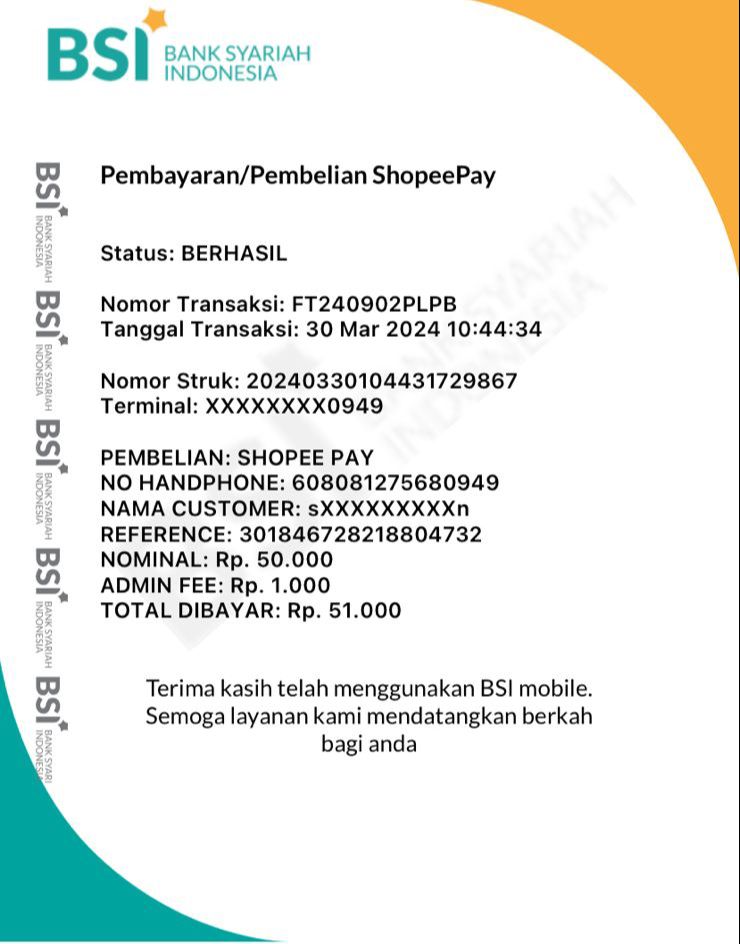 BSI BANK SYARIAH
INDONESIA
Pembayaran/Pembelian ShopeePay
Status: BERHASIL
Nomor Transaksi: FT240902PLPB
Tanggal Transaksi: 30 Mar 2024 10:44:34
Nomor Struk: 20240330104431729867
Terminal: XXXXXXXX0949
PEMBELIAN: SHOPEE PAY
NO HANDPHONE: 608081275680949
NAMA CUSTOMER: sXXXXXXXXXn
REFERENCE: 301846728218804732
NOMINAL: Rp. 50.000
ADMIN FEE: Rp. 1.000
TOTAL DIBAYAR: Rp. 51.000
Terima kasih telah menggunakan BSI mobile.
Semoga layanan kami mendatangkan berkah
bagi anda
BSI BANK SYARIAH
INDONESIA
BSI BANK SYARIAH
INDONESIA
BSI BANK SYARIAH
INDONESIA
BSI BANK SYARIAH
INDONESIA
BSI BANK SYARI
INDONESIA
BSI BANK SYARIAH
INDONESIA